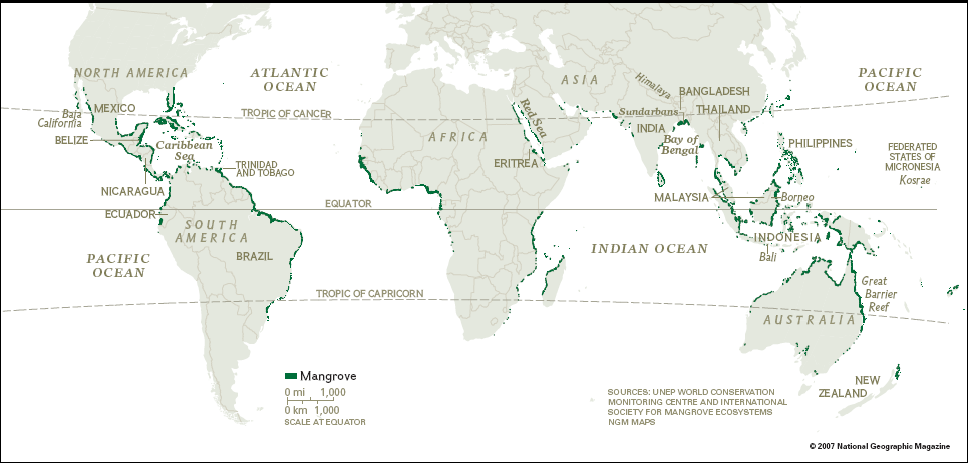 NORTH AMERICA
ATLANTIC
OCEAN
ASIA
Himalaya
PACIFIC
OCEAN
BANGLADESH
Baja
California
MEXICO
TROPIC OF CANCER
Red Sea
Sundarbans
THAILAND
BELIZE
Caribbean
Sea
AFRICA
INDIA
Bay of
Bengal
PHILIPPINES
FEDERATED
STATES OF
MICRONESIA
Kosrae
TRINIDAD
AND TOBAGO
ERITREA
NICARAGUA
MALAYSIA
Borneo
EQUATOR
ECUADOR
SOUTH
AMERICA
BRAZIL
INDIAN OCEAN
INDONESIA
Bali
PACIFIC
OCEAN
TROPIC OF CAPRICORN
Great
Barrier
Reef
AUSTRALIA
Mangrove
0 mi 1,000
0 km 1,000
SCALE AT EQUATOR
NEW
ZEALAND
SOURCES: UNEP WORLD CONSERVATION
MONITORING CENTRE AND INTERNATIONAL
SOCIETY FOR MANGROVE ECOSYSTEMS
NGM MAPS
© 2007 National Geographic Magazine